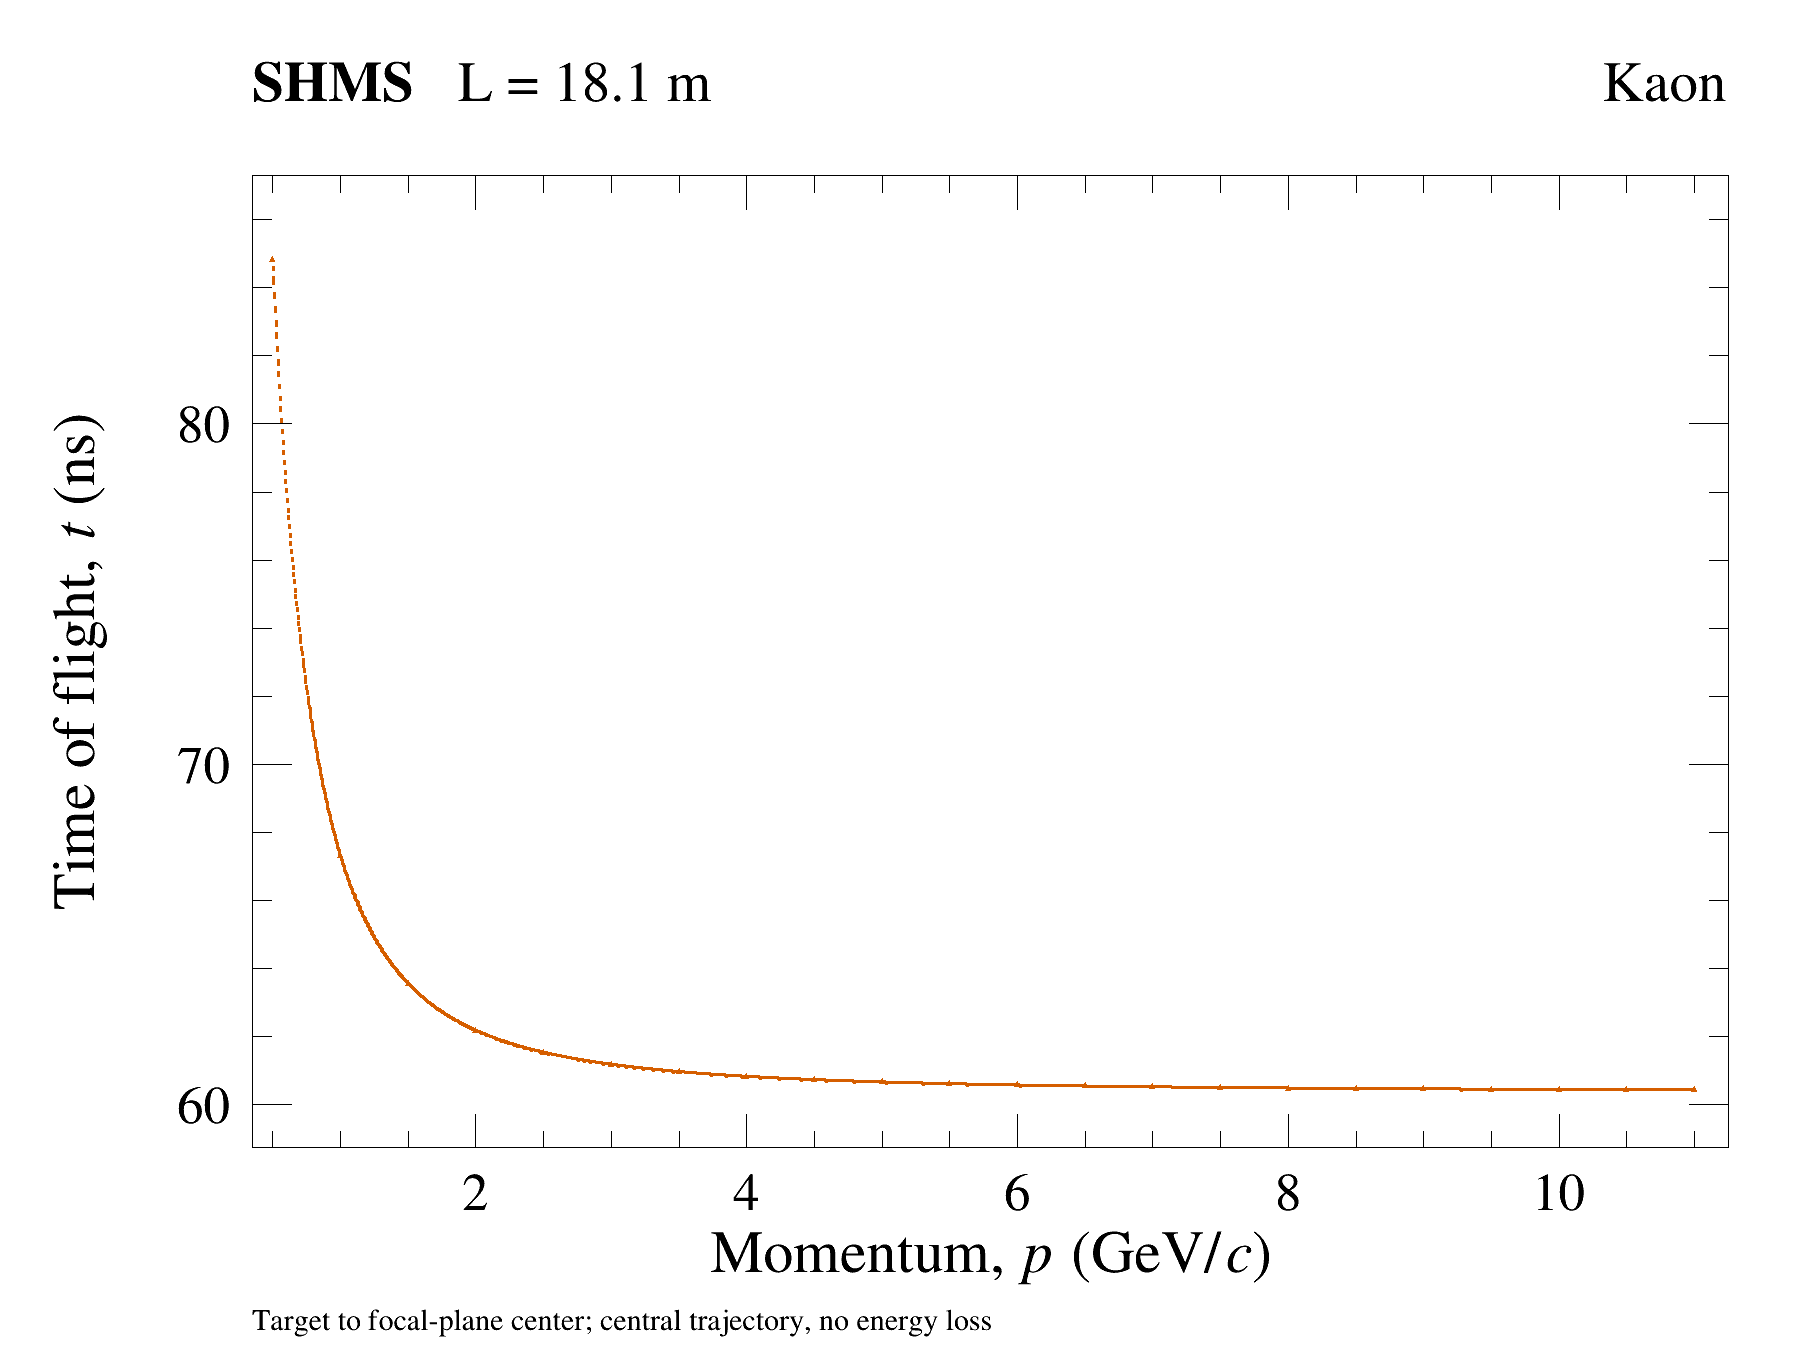 SHMS L = 18.1 m
Kaon
Time of flight, t (ns)
80
70
60
2 4 6 8 10
Momentum, p (GeV/c)
Target to focal-plane center; central trajectory, no energy loss